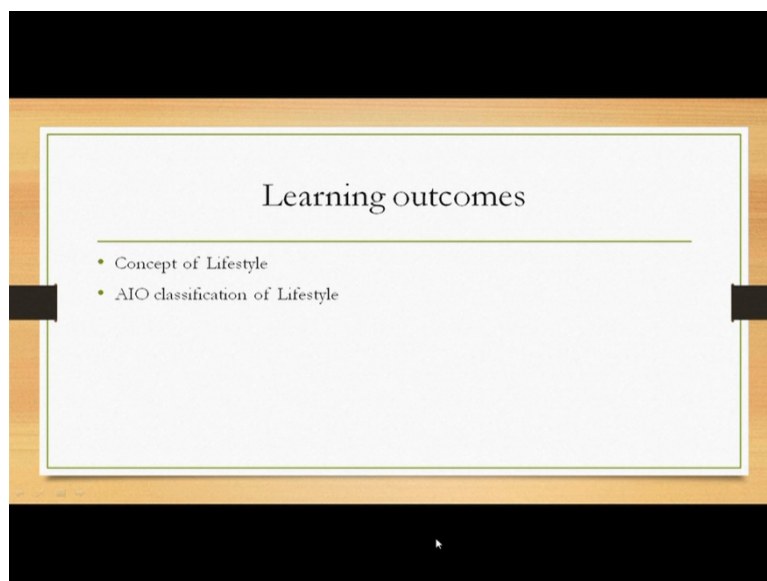 Learning outcomes
• Concept of Lifestyle
• AIO classification of Lifestyle